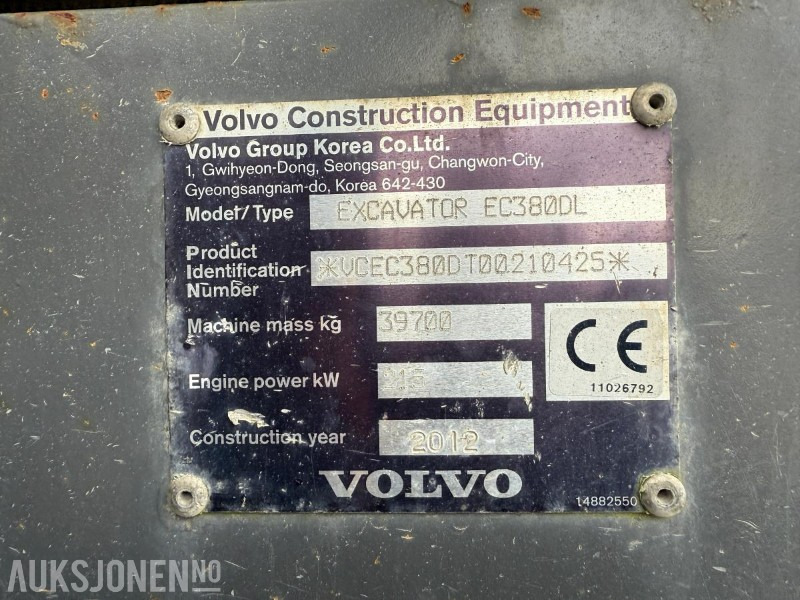 Volvo Construction Equipment
Volvo Group Korea Co.Ltd.
1, Gwihyeon-Dong, Seongsan-gu, Changwon-City,
Gyeongsangnam-do, Korea 642-430
Model/Type EXCAVATOR EC380DL
Product
Identification *VCEC380DT00210425*
Number
Machine mass kg 39700
CE
11026792
Engine power kW
Construction year 2012
VOLVO
14882550
AUKSJONEN.NO